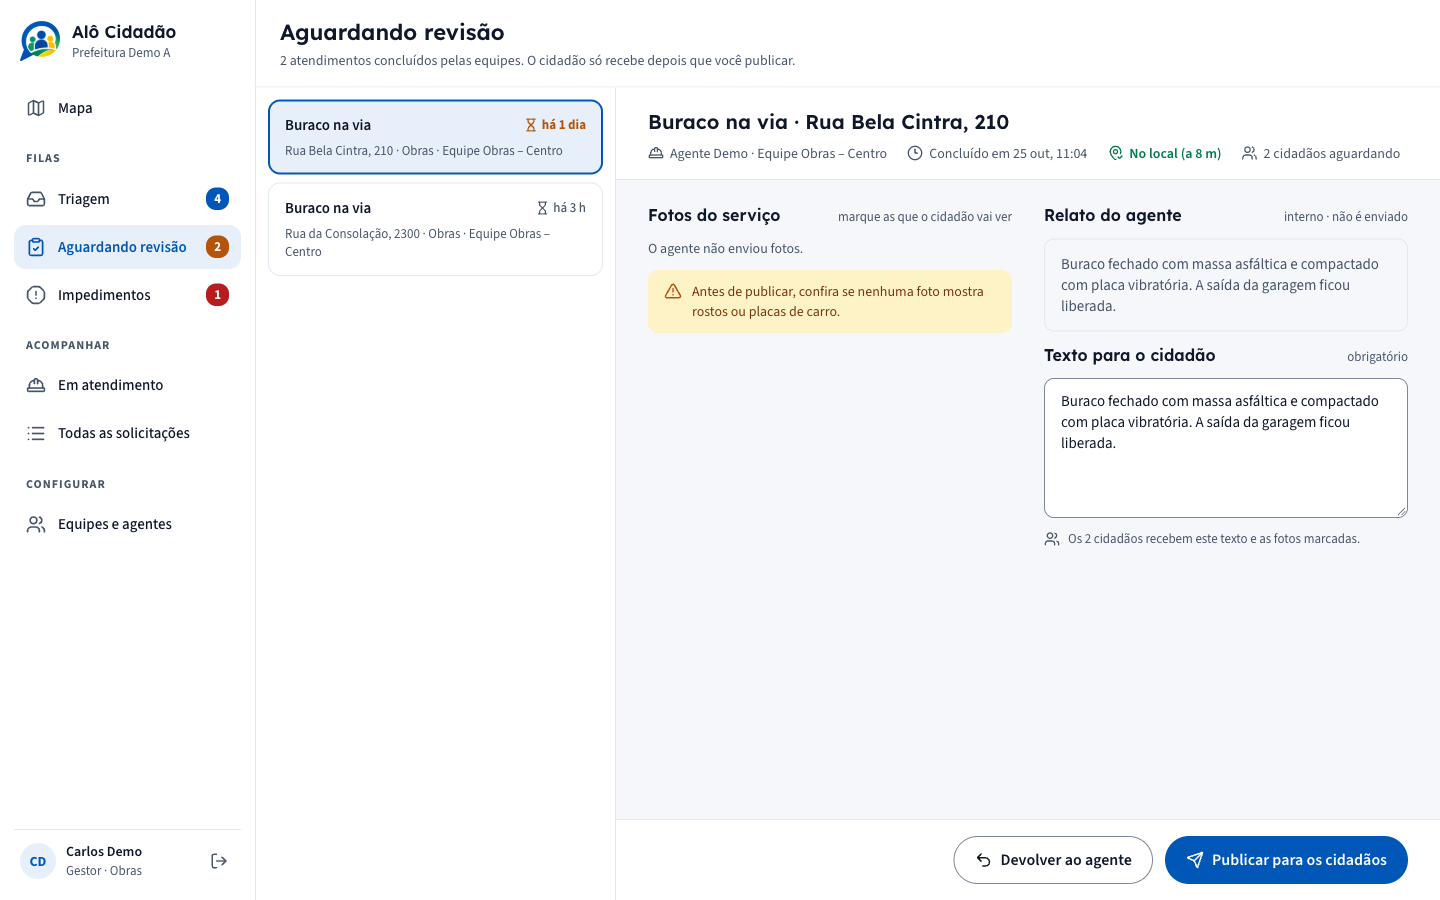 Alô Cidadão
Prefeitura Demo A
Mapa
FILAS
Triagem 4
Aguardando revisão 2
Impedimentos 1
ACOMPANHAR
Em atendimento
Todas as solicitações
CONFIGURAR
Equipes e agentes
CD
Carlos Demo
Gestor · Obras
Aguardando revisão
2 atendimentos concluídos pelas equipes. O cidadão só recebe depois que você publicar.
Buraco na via há 1 dia
Rua Bela Cintra, 210 · Obras · Equipe Obras – Centro
Buraco na via há 3 h
Rua da Consolação, 2300 · Obras · Equipe Obras –
Centro
Buraco na via · Rua Bela Cintra, 210
Agente Demo · Equipe Obras – Centro Concluído em 25 out, 11:04 No local (a 8 m) 2 cidadãos aguardando
Fotos do serviço marque as que o cidadão vai ver
O agente não enviou fotos.
Antes de publicar, confira se nenhuma foto mostra
rostos ou placas de carro.
Relato do agente interno · não é enviado
Buraco fechado com massa asfáltica e compactado
com placa vibratória. A saída da garagem ficou
liberada.
Texto para o cidadão obrigatório
Buraco fechado com massa asfáltica e compactado
com placa vibratória. A saída da garagem ficou
liberada.
Os 2 cidadãos recebem este texto e as fotos marcadas.
Devolver ao agente
Publicar para os cidadãos